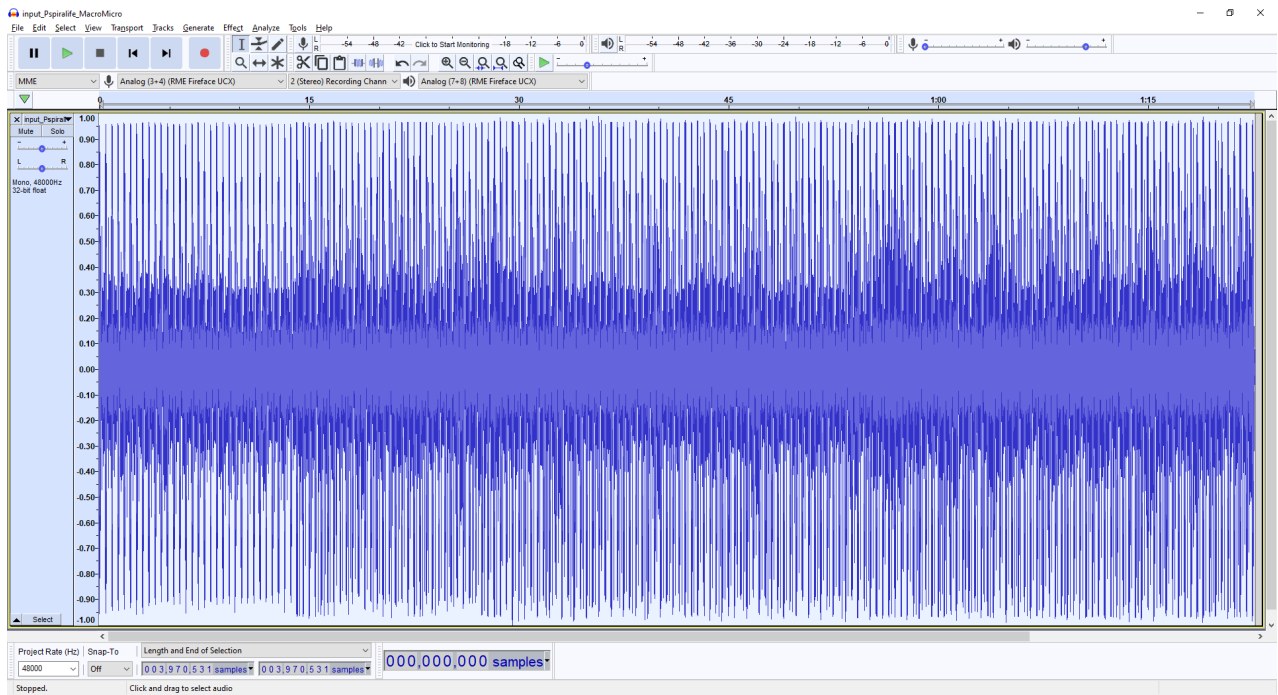 input_Pspiralife_MacroMicro
File Edit Select View Transport Tracks Generate Effect Analyze Tools Help
L R -54 -48 -42 Click to Start Monitoring -18 -12 -6 0 L R -54 -48 -42 -36 -30 -24 -18 -12 -6 0 - + - +
- +
MME Analog (3+4) (RME Fireface UCX) 2 (Stereo) Recording Chann Analog (7+8) (RME Fireface UCX)
0 15 30 45 1:00 1:15
× input_Pspiral
Mute Solo
- +
L R
Mono, 48000Hz
32-bit float
Select
1.00
0.90
0.80
0.70
0.60
0.50
0.40
0.30
0.20
0.10
0.00
-0.10
-0.20
-0.30
-0.40
-0.50
-0.60
-0.70
-0.80
-0.90
-1.00
Project Rate (Hz) Snap-To Length and End of Selection
48000 Off 003,970,531 samples 003,970,531 samples 000,000,000 samples
Stopped. Click and drag to select audio